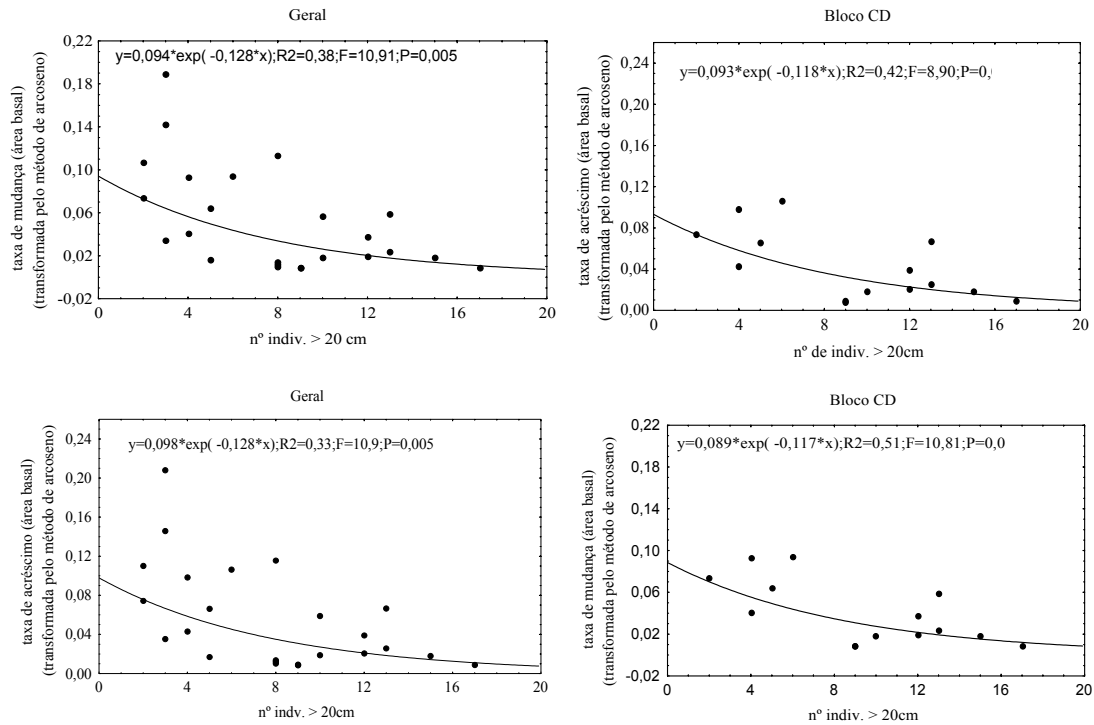 Geral
y=0,094*exp( -0,128*x);R2=0,38;F=10,91;P=0,005
taxa de mudança (área basal)
(transformada pelo método de arcoseno)
0,22
0,18
0,14
0,10
0,06
0,02
-0,02
0 4 8 12 16 20
nº indiv. > 20 cm
Bloco CD
y=0,093*exp( -0,118*x);R2=0,42;F=8,90;P=0,
taxa de acréscimo (área basal)
(transformada pelo método de arcoseno)
0,24
0,20
0,16
0,12
0,08
0,04
0,00
0 4 8 12 16 20
nº de indiv. > 20cm
Geral
y=0,098*exp( -0,128*x);R2=0,33;F=10,9;P=0,005
taxa de acréscimo (área basal)
(transformada pelo método de arcoseno)
0,24
0,20
0,16
0,12
0,08
0,04
0,00
0 4 8 12 16 20
nº indv. > 20cm
Bloco CD
y=0,089*exp( -0,117*x);R2=0,51;F=10,81;P=0,0
taxa de mudança (área basal)
(transformada pelo método de arcoseno)
0,22
0,18
0,14
0,10
0,06
0,02
-0,02
0 4 8 12 16 20
nº indiv. > 20cm